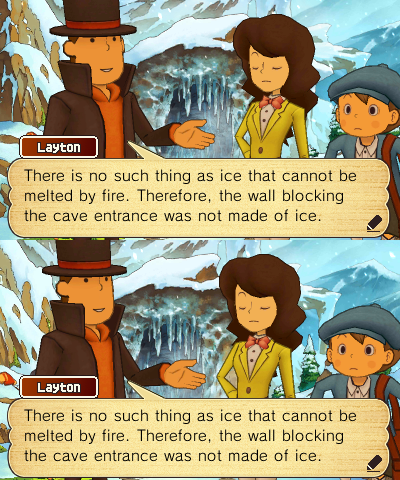 Layton
There is no such thing as ice that cannot be
melted by fire. Therefore, the wall blocking
the cave entrance was not made of ice.
Layton
There is no such thing as ice that cannot be
melted by fire. Therefore, the wall blocking
the cave entrance was not made of ice.